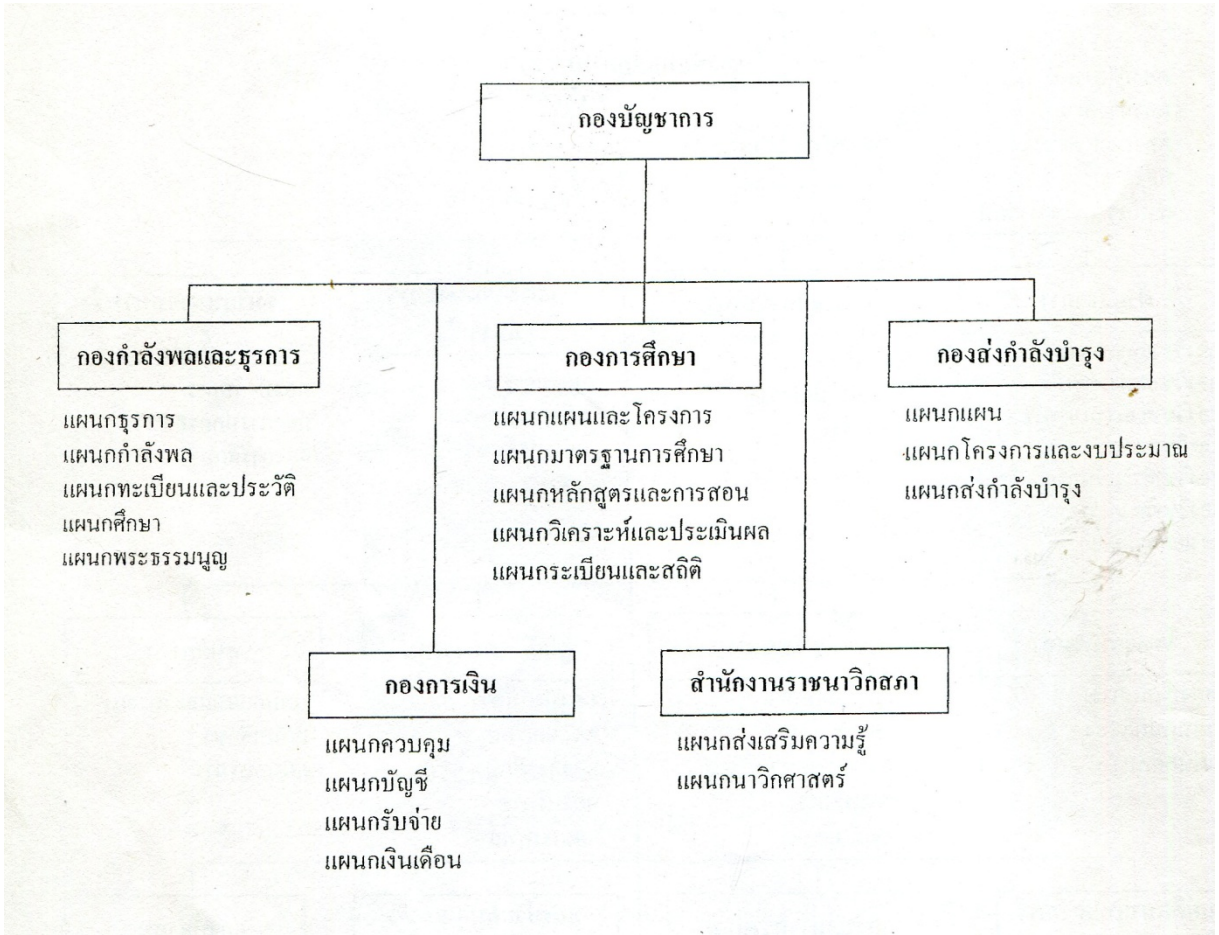 กองบัญชาการ
กองกำลังพลและธุรการ
แผนกธุรการ
แผนกกำลังพล
แผนกทะเบียนและประวัติ
แผนกศึกษา
แผนกพระธรรมนูญ
กองการศึกษา
แผนกแผนและโครงการ
แผนกมาตรฐานการศึกษา
แผนกหลักสูตรและการสอน
แผนกวิเคราะห์และประเมินผล
แผนกระเบียนและสถิติ
กองส่งกำลังบำรุง
แผนกแผน
แผนกโครงการและงบประมาณ
แผนกส่งกำลังบำรุง
กองการเงิน
แผนกควบคุม
แผนกบัญชี
แผนกรับจ่าย
แผนกเงินเดือน
สำนักงานราชนาวิกสภา
แผนกส่งเสริมความรู้
แผนกนาวิกศาสตร์